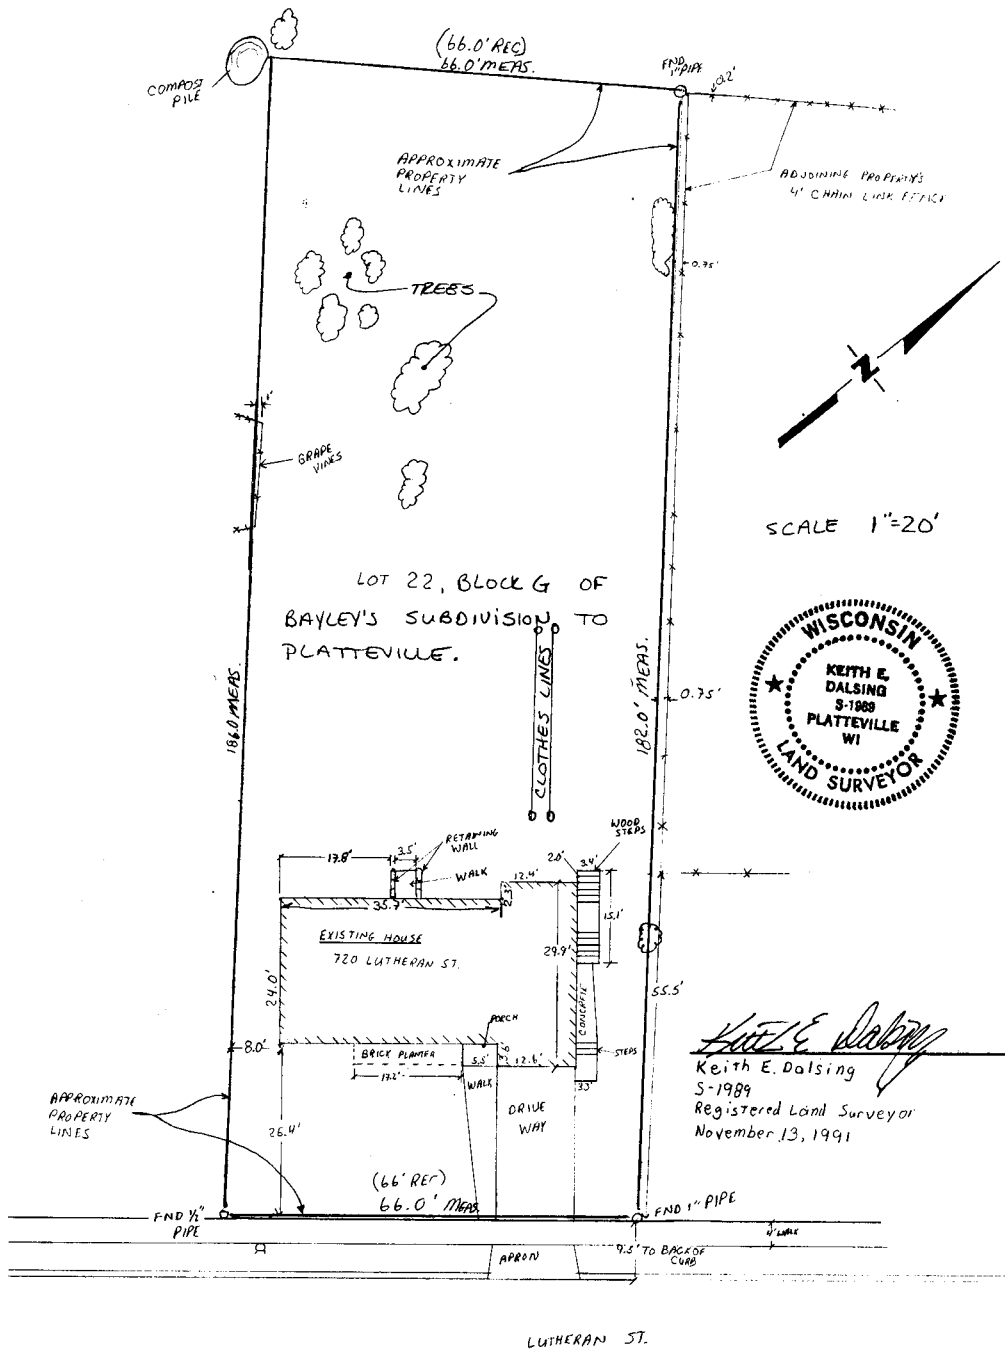 (66.0' REC)
66.0' MEAS.
FND
1" PIPE
0.2'
COMPOST
PILE
APPROXIMATE
PROPERTY
LINES
ADJOINING PROPERTY'S
4' CHAIN LINK FENCE
0.75'
TREES
N
GRAPE
VINES
SCALE 1"=20'
LOT 22, BLOCK G OF
BAYLEY'S SUBDIVISION TO
PLATTEVILLE.
CLOTHES LINES
186.0 MEAS.
182.0' MEAS.
0.75'
WISCONSIN
KEITH E.
DALSING
S-1989
PLATTEVILLE
WI
LAND SURVEYOR
WOOD
STEPS
RETAINING
WALL
17.8'
3.5'
WALK
2.0'
3.4'
12.4'
2.3'
35.7'
15.1'
EXISTING HOUSE
720 LUTHERAN ST.
29.9'
24.0'
CONCRETE
55.5'
PORCH
8.0'
BRICK PLANTER
5.5'
3.6'
12.6'
STEPS
17.2'
WALK
DRIVE
WAY
Keith E Dalsing
Keith E. Dalsing
S-1989
Registered Land Surveyor
November 13, 1991
APPROXIMATE
PROPERTY
LINES
26.4'
(66' REC)
66.0' MEAS.
FND 1/2"
PIPE
FND 1" PIPE
4' WALK
APRON
9.5' TO BACK OF
CURB
LUTHERAN ST.